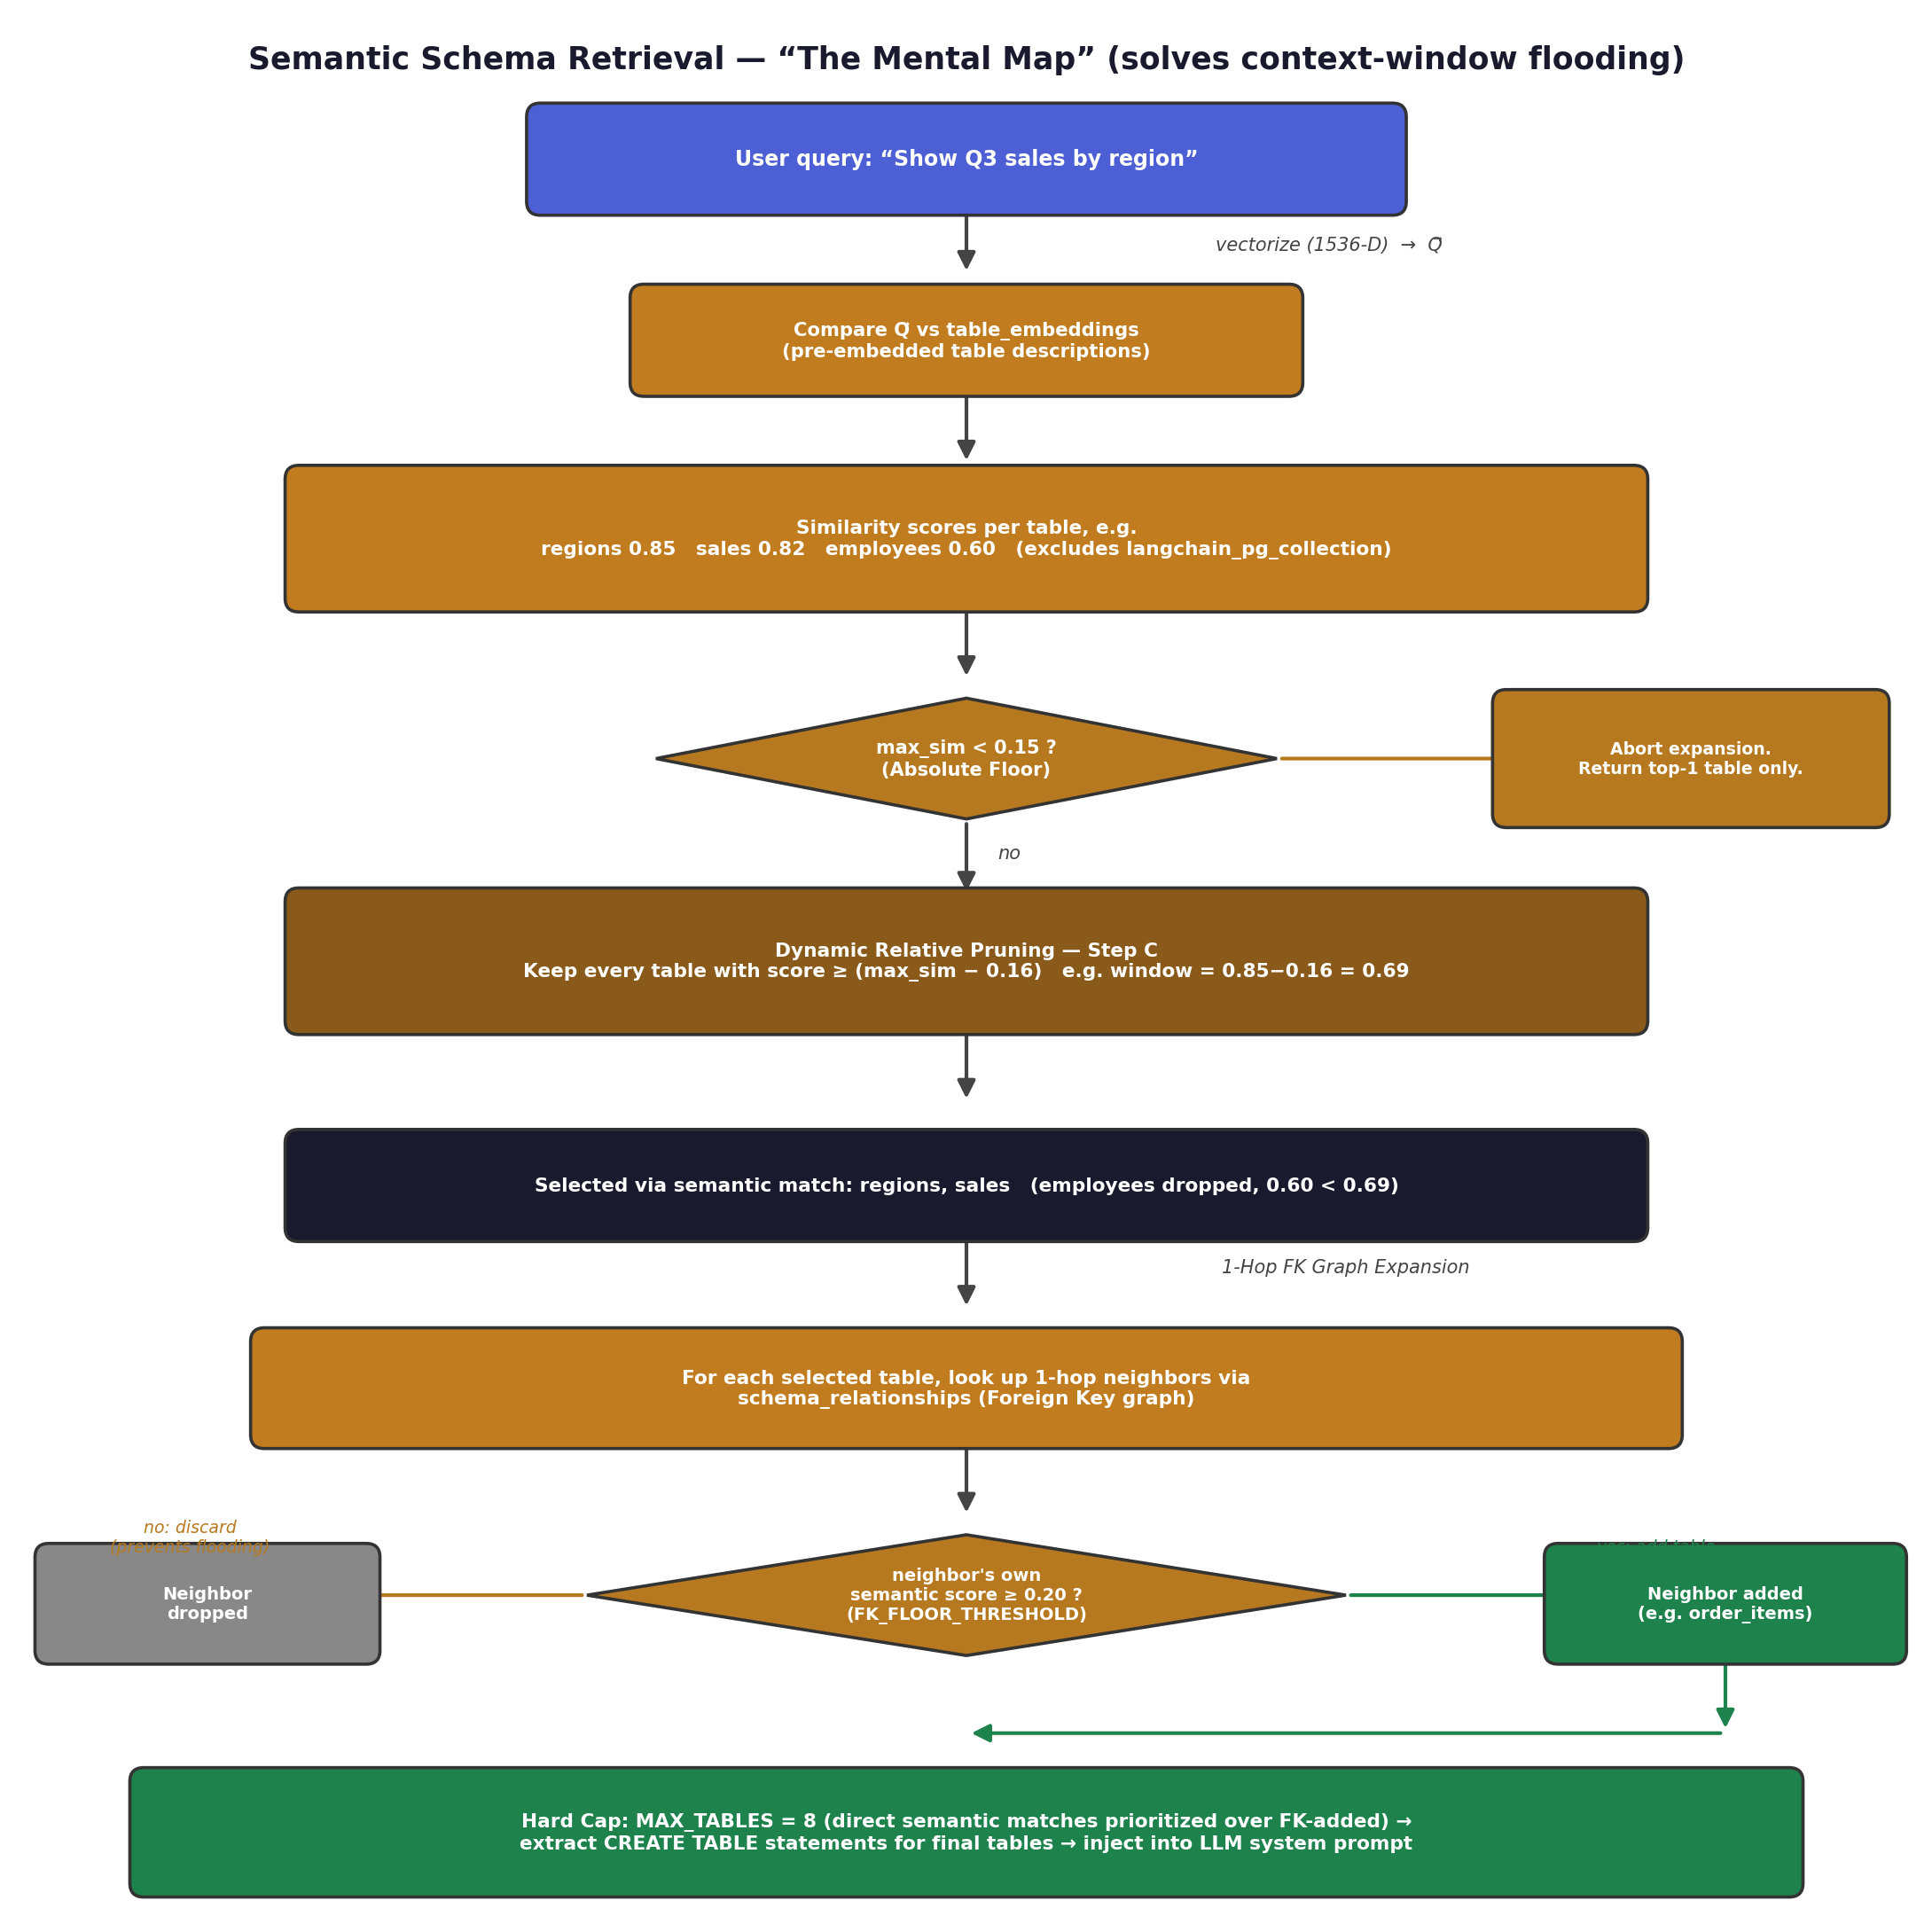 Semantic Schema Retrieval — “The Mental Map” (solves context-window flooding)
User query: “Show Q3 sales by region”
vectorize (1536-D) → Q⃗
Compare Q⃗ vs table_embeddings
(pre-embedded table descriptions)
Similarity scores per table, e.g.
regions 0.85   sales 0.82   employees 0.60   (excludes langchain_pg_collection)
max_sim < 0.15 ?
(Absolute Floor)
Abort expansion.
Return top-1 table only.
no
Dynamic Relative Pruning — Step C
Keep every table with score ≥ (max_sim − 0.16)   e.g. window = 0.85−0.16 = 0.69
Selected via semantic match: regions, sales   (employees dropped, 0.60 < 0.69)
1-Hop FK Graph Expansion
For each selected table, look up 1-hop neighbors via
schema_relationships (Foreign Key graph)
no: discard
(prevents flooding)
Neighbor
dropped
neighbor's own
semantic score ≥ 0.20 ?
(FK_FLOOR_THRESHOLD)
yes: add table
Neighbor added
(e.g. order_items)
Hard Cap: MAX_TABLES = 8 (direct semantic matches prioritized over FK-added) →
extract CREATE TABLE statements for final tables → inject into LLM system prompt